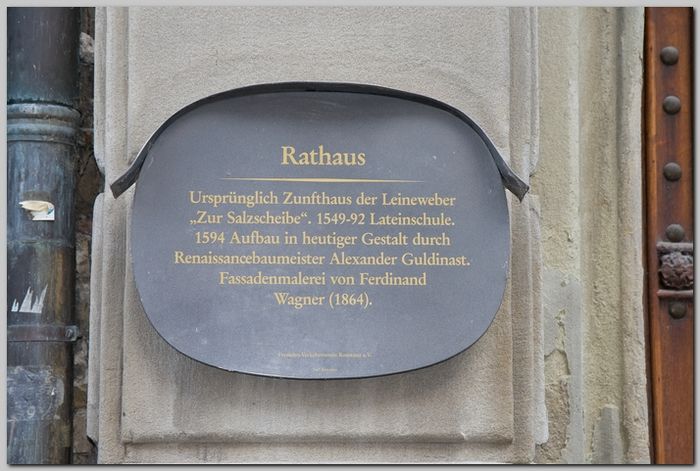 Rathaus
Ursprünglich Zunfthaus der Leineweber
„Zur Salzscheibe“. 1549-92 Lateinschule.
1594 Aufbau in heutiger Gestalt durch
Renaissancebaumeister Alexander Guldinast.
Fassadenmalerei von Ferdinand
Wagner (1864).